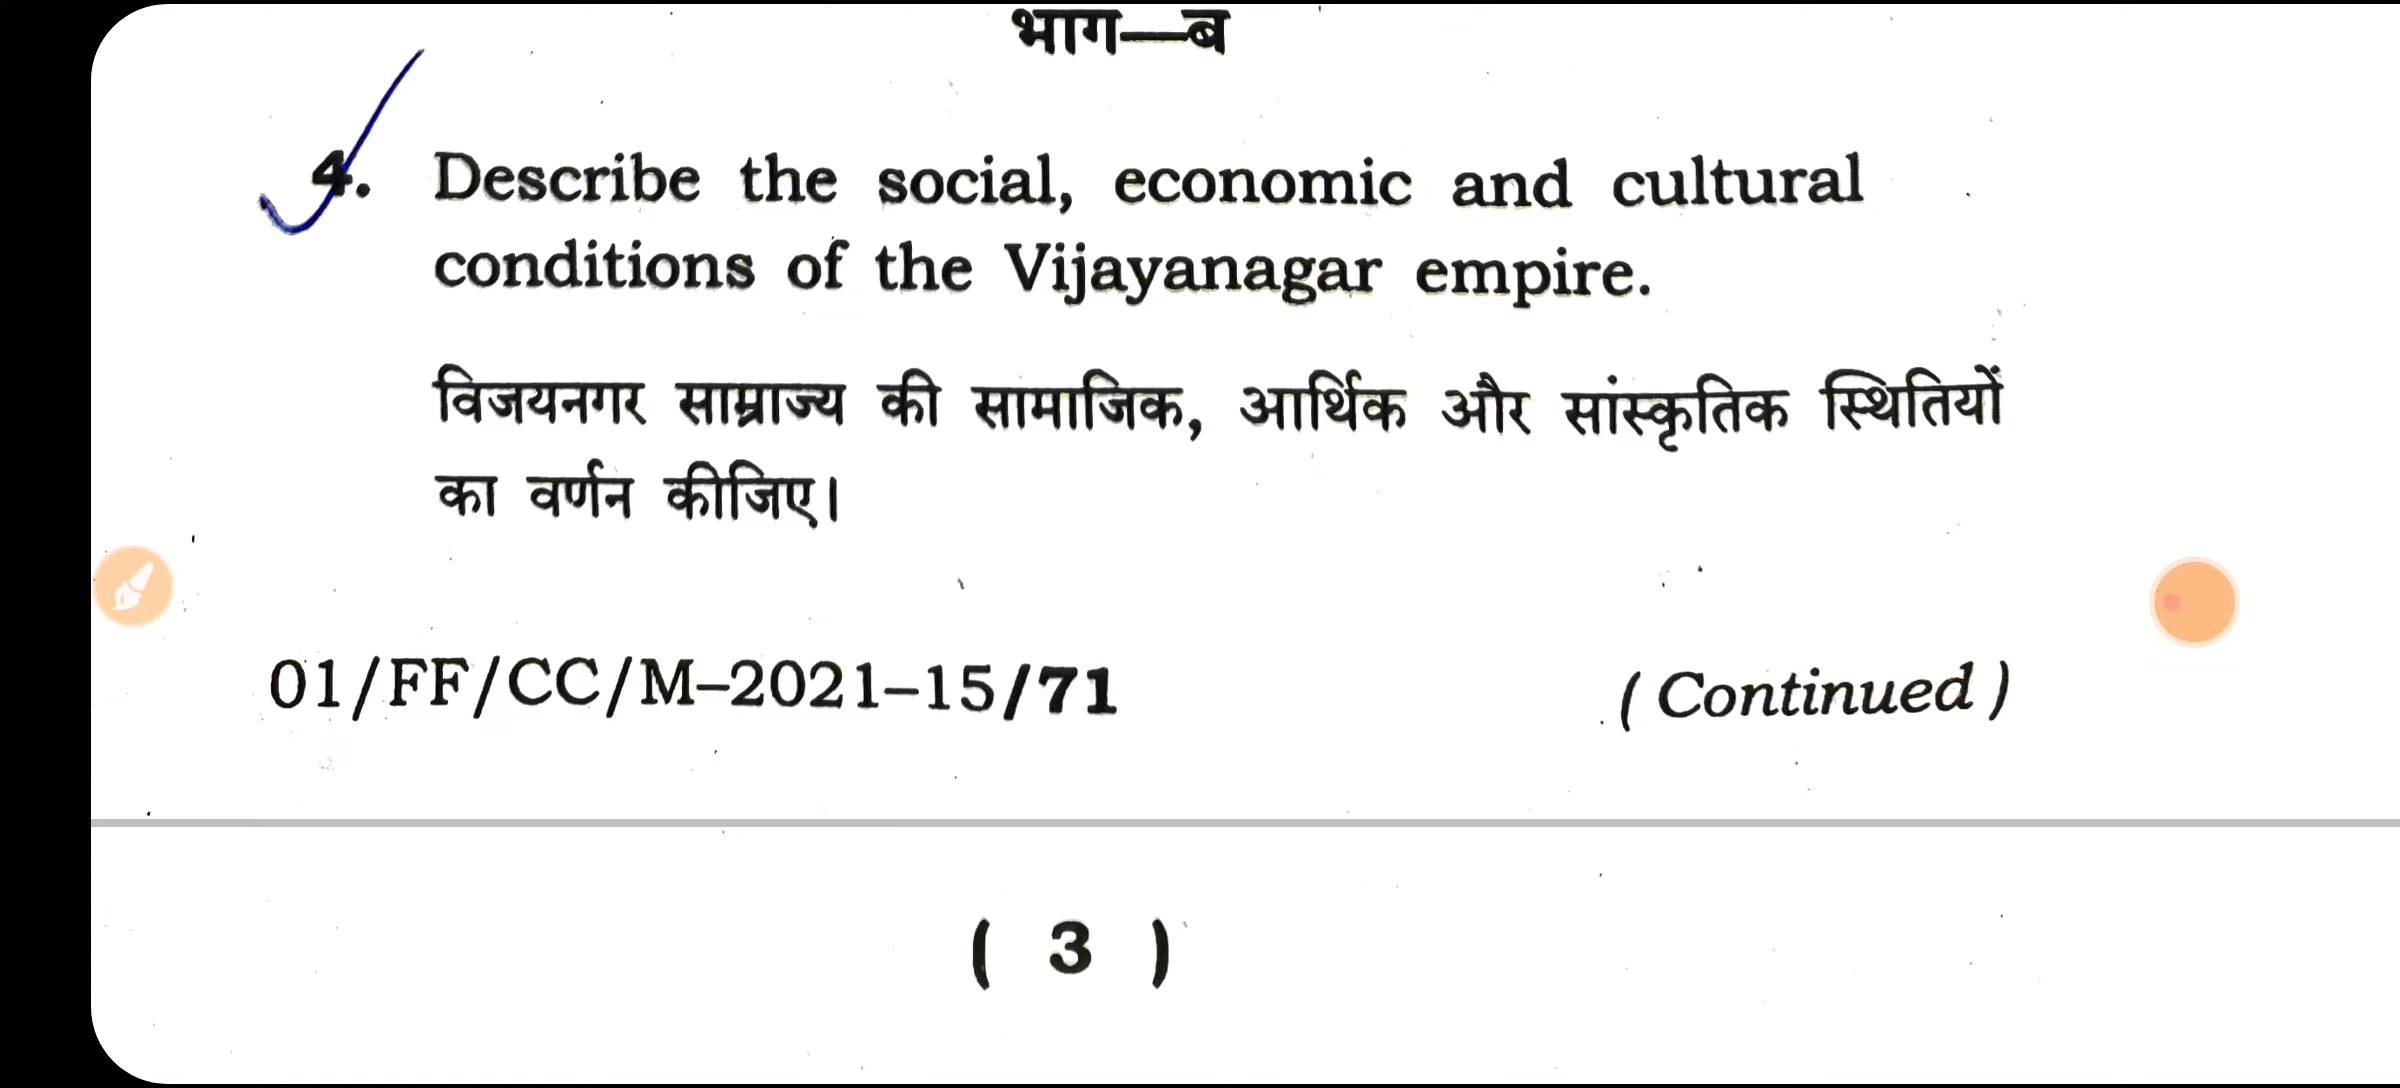 भाग—ब
4. Describe the social, economic and cultural
conditions of the Vijayanagar empire.
विजयनगर साम्राज्य की सामाजिक, आर्थिक और सांस्कृतिक स्थितियों
का वर्णन कीजिए।
01/FF/CC/M–2021–15/71 (Continued)
( 3 )